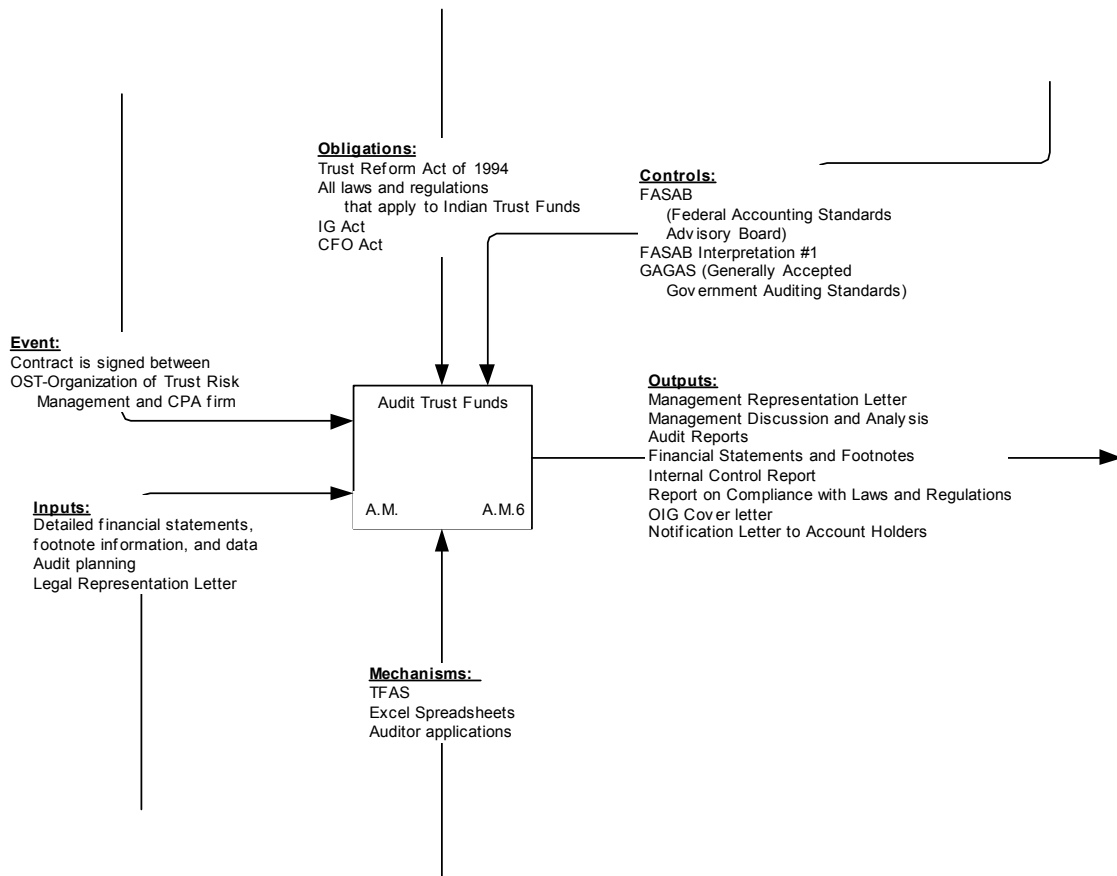 Obligations:
Trust Reform Act of 1994
All laws and regulations
that apply to Indian Trust Funds
IG Act
CFO Act
Controls:
FASAB
(Federal Accounting Standards
Advisory Board)
FASAB Interpretation #1
GAGAS (Generally Accepted
Government Auditing Standards)
Event:
Contract is signed between
OST-Organization of Trust Risk
Management and CPA firm
Audit Trust Funds
A.M.
A.M.6
Outputs:
Management Representation Letter
Management Discussion and Analysis
Audit Reports
Financial Statements and Footnotes
Internal Control Report
Report on Compliance with Laws and Regulations
OIG Cover letter
Notification Letter to Account Holders
Inputs:
Detailed financial statements,
footnote information, and data
Audit planning
Legal Representation Letter
Mechanisms:
TFAS
Excel Spreadsheets
Auditor applications